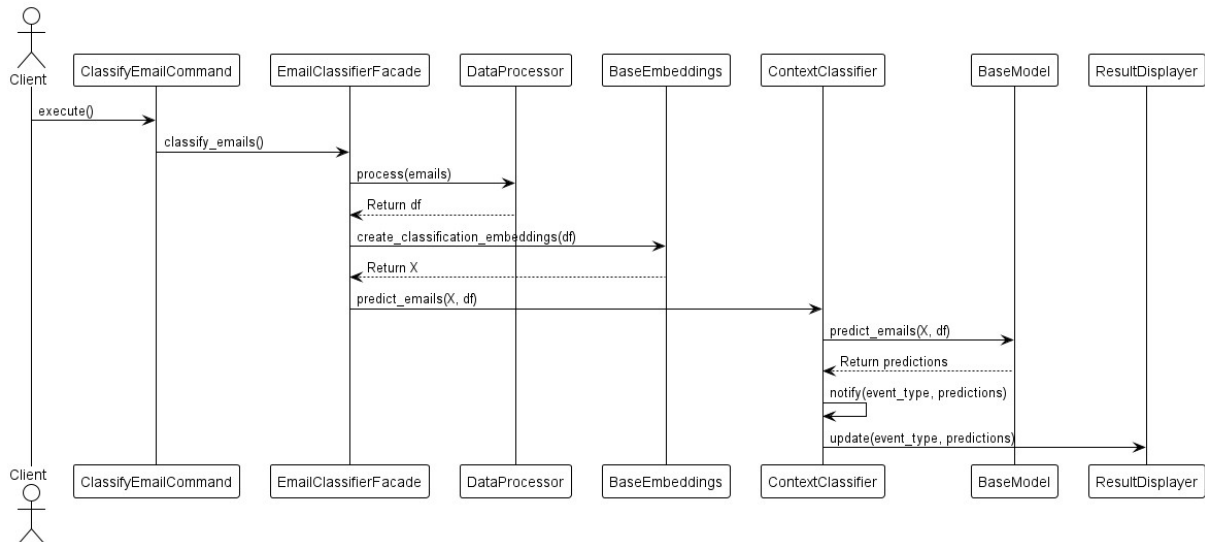 Client
ClassifyEmailCommand
EmailClassifierFacade
DataProcessor
BaseEmbeddings
ContextClassifier
BaseModel
ResultDisplayer
execute()
classify_emails()
process(emails)
Return df
create_classification_embeddings(df)
Return X
predict_emails(X, df)
predict_emails(X, df)
Return predictions
notify(event_type, predictions)
update(event_type, predictions)
Client
ClassifyEmailCommand
EmailClassifierFacade
DataProcessor
BaseEmbeddings
ContextClassifier
BaseModel
ResultDisplayer